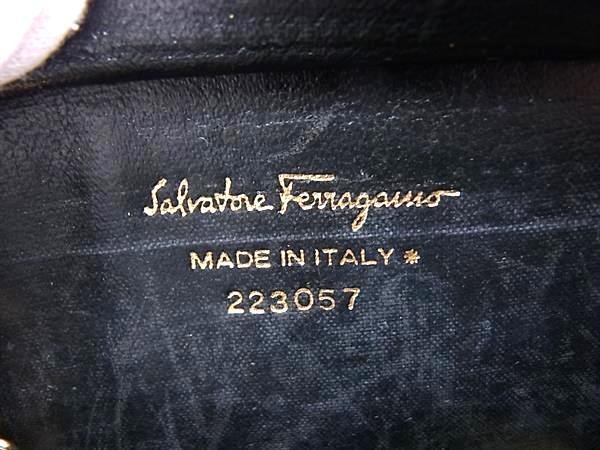 Salvatore Ferragamo
MADE IN ITALY *
223057